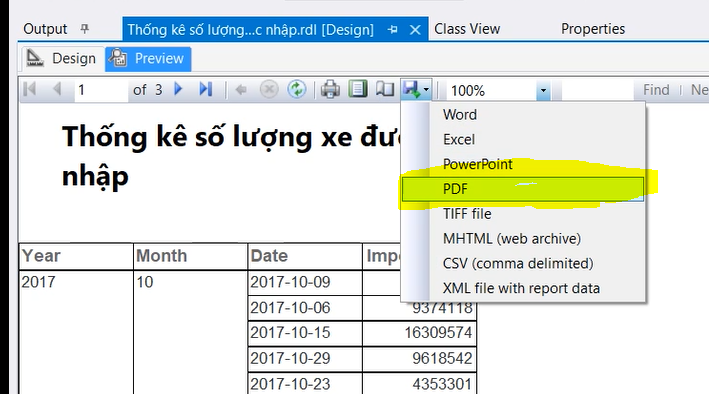 Output Thống kê số lượng...c nhập.rdl [Design] Class View Properties
Design Preview
1 of 3 100% Find Ne
Thống kê số lượng xe đư
nhập
Word
Excel
PowerPoint
PDF
TIFF file
MHTML (web archive)
CSV (comma delimited)
XML file with report data
Year Month Date Impo
2017 10 2017-10-09
2017-10-06 9374118
2017-10-15 16309574
2017-10-29 9618542
2017-10-23 4353301